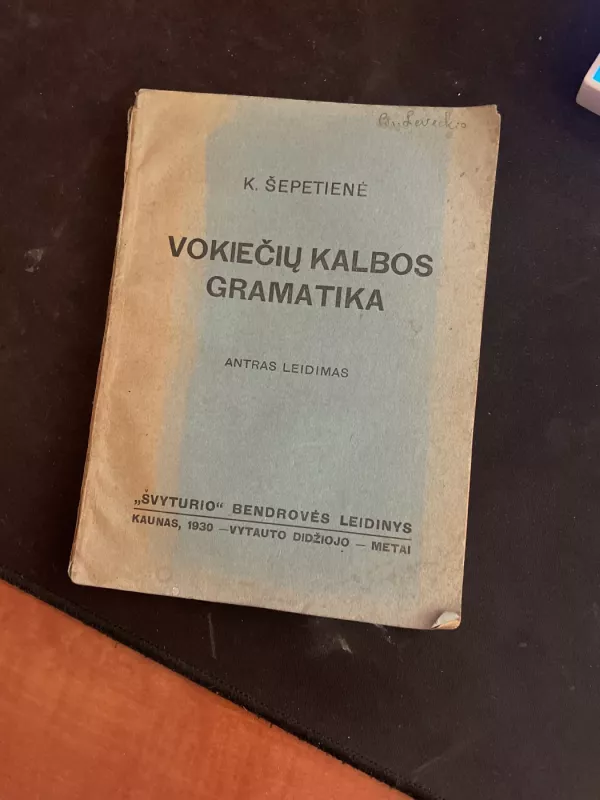 K. ŠEPETIENĖ
VOKIEČIŲ KALBOS
GRAMATIKA
ANTRAS LEIDIMAS
„ŠVYTURIO“ BENDROVĖS LEIDINYS
KAUNAS, 1930 — VYTAUTO DIDŽIOJO — METAI